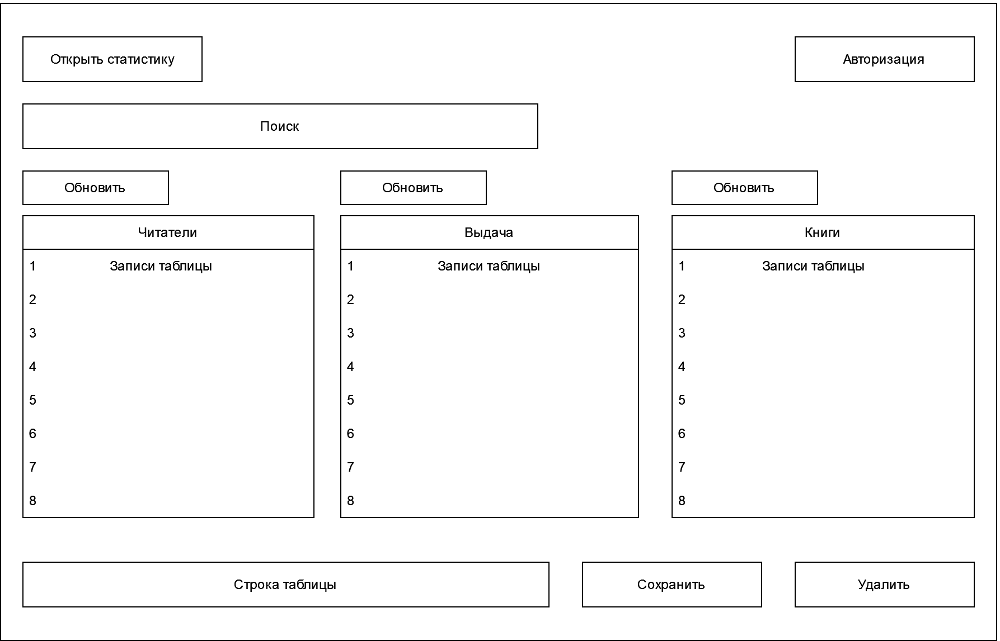 Открыть статистику
Авторизация
Поиск
Обновить
Обновить
Обновить
Читатели
Выдача
Книги
1 Записи таблицы
1 Записи таблицы
1 Записи таблицы
2
2
2
3
3
3
4
4
4
5
5
5
6
6
6
7
7
7
8
8
8
Строка таблицы
Сохранить
Удалить